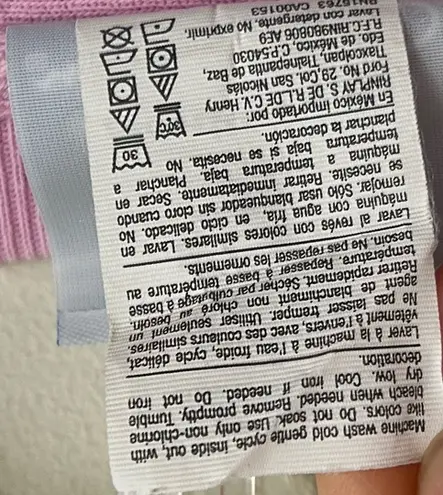 Machine wash cold gentle cycle, inside out, with
like colors. Do not soak. Use only non-chlorine
bleach when needed. Remove promptly. Tumble
dry low. Cool iron if needed. Do not iron
decoration.
Laver à la machine à l'eau froide, cycle délicat,
vêtement à l'envers, avec des couleurs similaires.
Ne pas laisser tremper. Utiliser seulement un
agent de blanchiment non chloré au besoin.
Retirer rapidement. Sécher par culbutage à basse
température. Repasser à basse température au
besoin. Ne pas repasser les ornements.
Lavar al revés con colores similares. Lavar en
máquina con agua fría, en ciclo delicado. No
remojar. Sólo usar blanqueador sin cloro cuando
se necesite. Retirar inmediatamente. Secar en
máquina a temperatura baja. Planchar a
temperatura baja si se necesita. No
planchar la decoración.
30
30°C
En México importado por:
S. DE R.L. DE C.V. Henry
Ford No. 23, Col. San Nicolás
Tlalnepantla de Baz,
Edo. de México, C.P.54030
R.F.C.RIN980806 AE9
Lavar con detergente. No exprimir.
CA00153